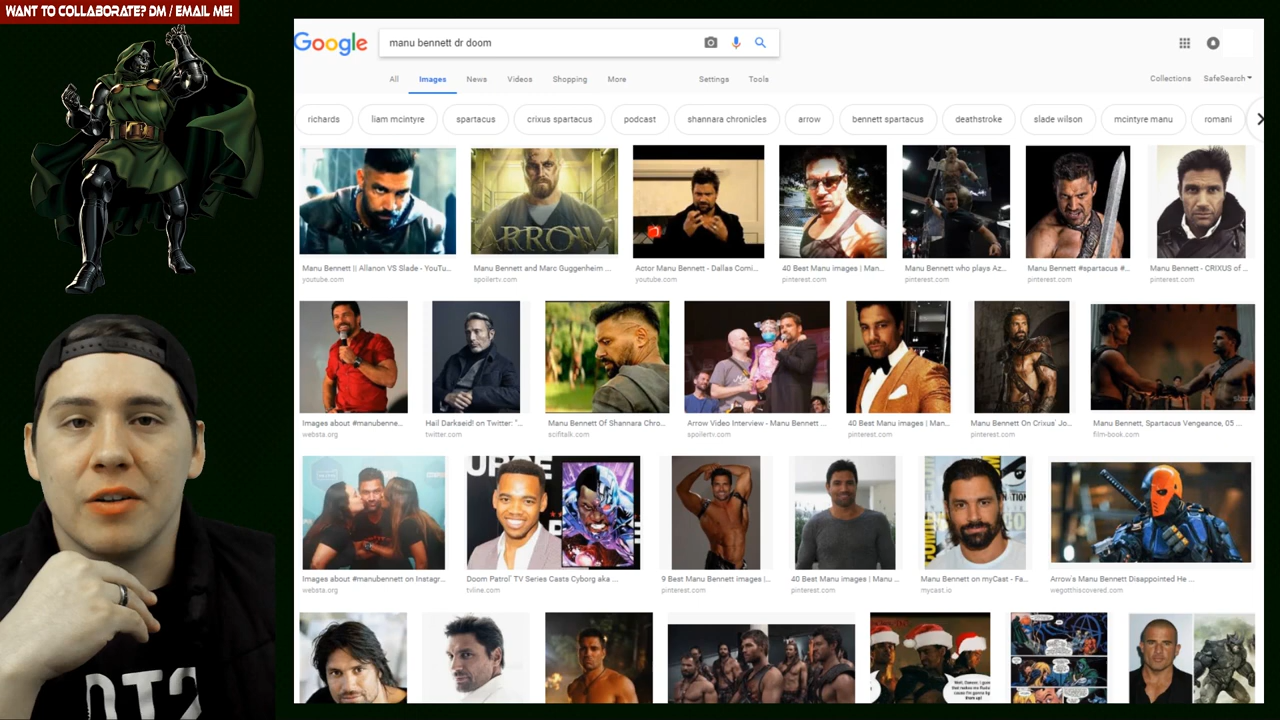 WANT TO COLLABORATE? DM / EMAIL ME!
Google
manu bennett dr doom
All Images News Videos Shopping More Settings Tools
Collections SafeSearch
richards liam mcintyre spartacus crixus spartacus podcast shannara chronicles arrow bennett spartacus deathstroke slade wilson mcintyre manu romani
ARROW
Manu Bennett || Allanon VS Slade - YouTu... Manu Bennett and Marc Guggenheim ... Actor Manu Bennett - Dallas Comi... 40 Best Manu images | Man... Manu Bennett who plays Az... Manu Bennett #spartacus #... Manu Bennett - CRIXUS of ...
youtube.com spoilertv.com youtube.com pinterest.com pinterest.com pinterest.com pinterest.com
Images about #manubenne... Hail Darkseid! on Twitter: "... Manu Bennett Of Shannara Chro... Arrow Video Interview - Manu Bennett ... 40 Best Manu images | Man... Manu Bennett On Crixus' Jo... Manu Bennett, Spartacus Vengeance, 05 ...
websta.org twitter.com scifitalk.com spoilertv.com pinterest.com pinterest.com film-book.com
Images about #manubennett on Instagr... Doom Patrol' TV Series Casts Cyborg aka ... 9 Best Manu Bennett images |... 40 Best Manu images | Manu ... Manu Bennett on myCast - Fa... Arrow's Manu Bennett Disappointed He ...
websta.org tvline.com pinterest.com pinterest.com mycast.io wegotthiscovered.com